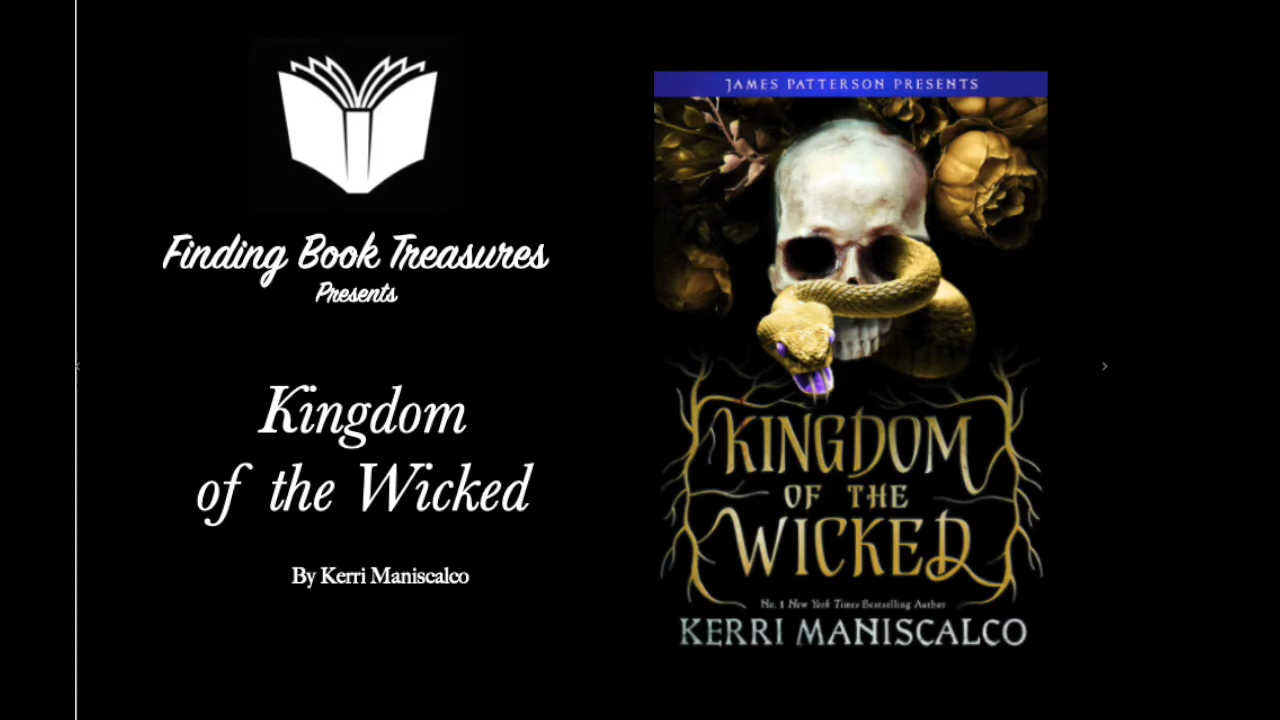 Finding Book Treasures
Presents
Kingdom
of the Wicked
By Kerri Maniscalco
JAMES PATTERSON PRESENTS
KINGDOM
OF THE
WICKED
No. 1 New York Times Bestselling Author
KERRI MANISCALCO